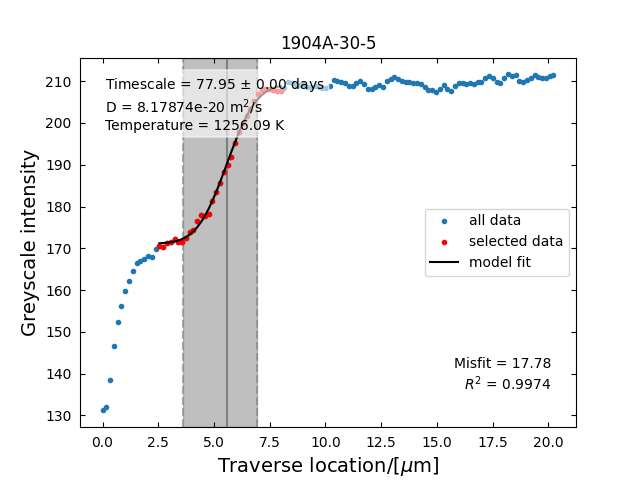 1904A-30-5
Timescale = 77.95 ± 0.00 days
D = 8.17874e-20 m²/s
Temperature = 1256.09 K
210
200
190
180
170
160
150
140
130
Greyscale intensity
all data
selected data
model fit
Misfit = 17.78
R² = 0.9974
0.0 2.5 5.0 7.5 10.0 12.5 15.0 17.5 20.0
Traverse location/[μm]